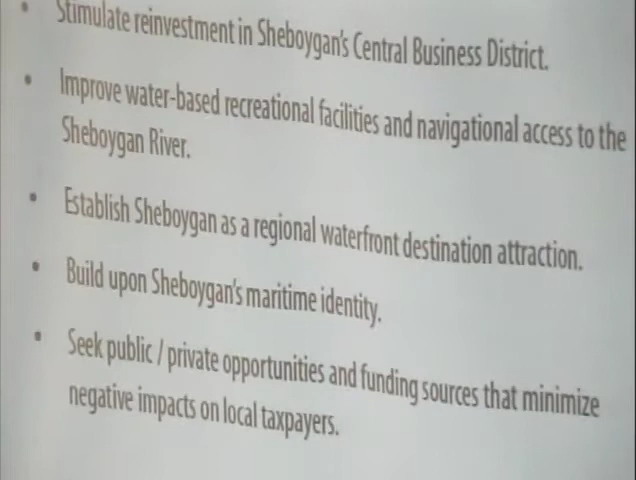 • Stimulate reinvestment in Sheboygan's Central Business District.
• Improve water-based recreational facilities and navigational access to the
Sheboygan River.
• Establish Sheboygan as a regional waterfront destination attraction.
• Build upon Sheboygan's maritime identity.
• Seek public / private opportunities and funding sources that minimize
negative impacts on local taxpayers.